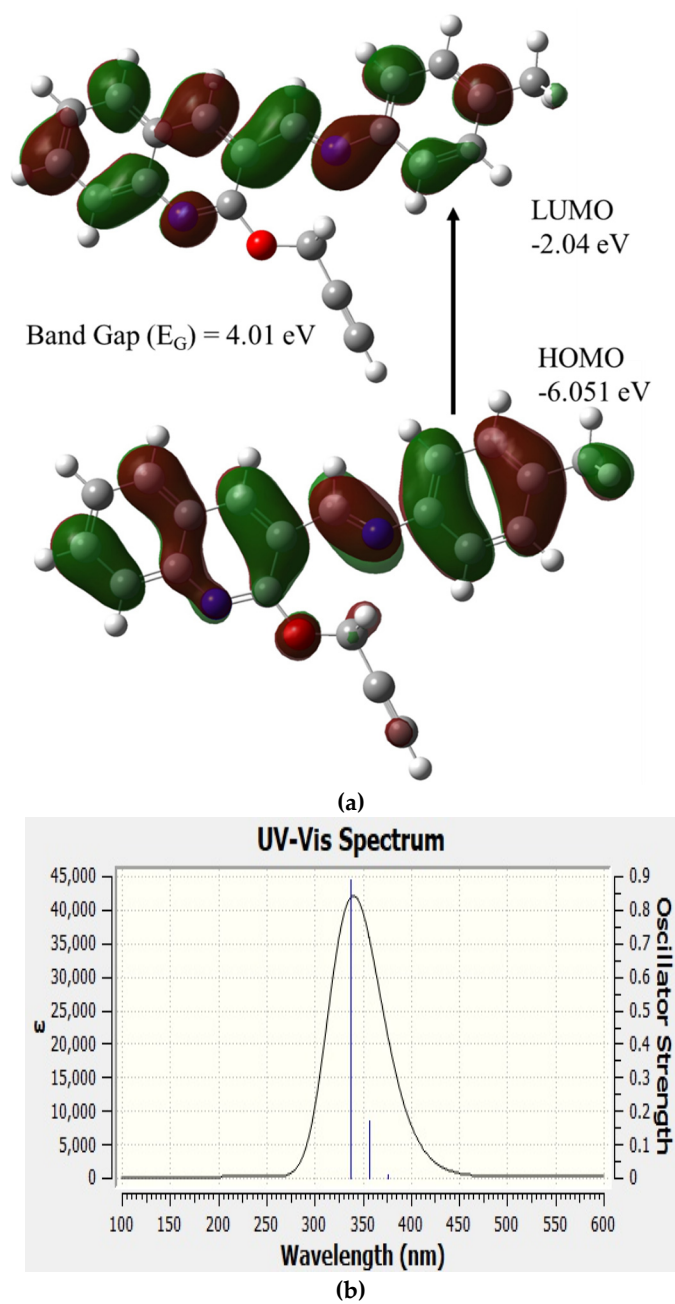 LUMO
-2.04 eV
Band Gap (E_G) = 4.01 eV
HOMO
-6.051 eV
(a)
UV-Vis Spectrum
45,000
40,000
35,000
30,000
25,000
20,000
15,000
10,000
5,000
0
ε
0.9
0.8
0.7
0.6
0.5
0.4
0.3
0.2
0.1
0
Oscillator Strength
100 150 200 250 300 350 400 450 500 550 600
Wavelength (nm)
(b)